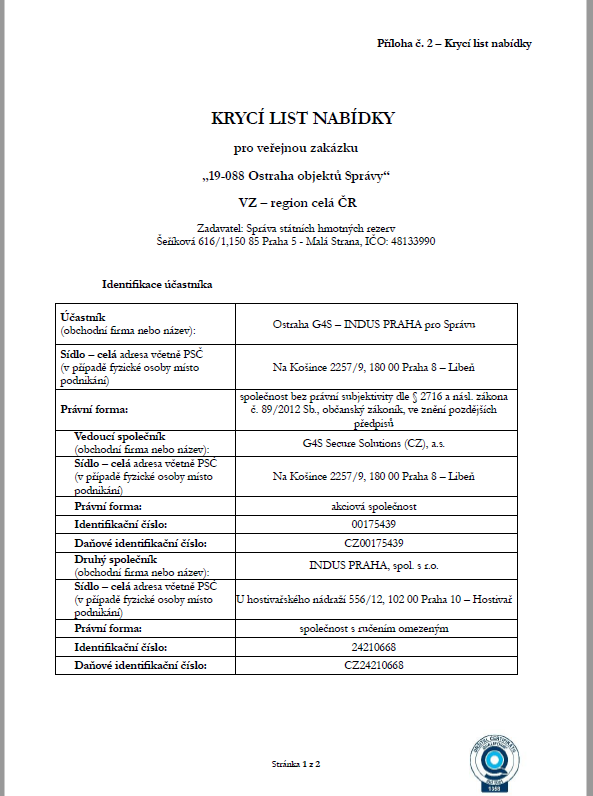 Příloha č. 2 – Krycí list nabídky
KRYCÍ LIST NABÍDKY
pro veřejnou zakázku
„19-088 Ostraha objektů Správy“
VZ – region celá ČR
Zadavatel: Správa státních hmotných rezerv
Šeříková 616/1,150 85 Praha 5 - Malá Strana, IČO: 48133990
Identifikace účastníka
Účastník
(obchodní firma nebo název):
Ostraha G4S – INDUS PRAHA pro Správu
Sídlo – celá adresa včetně PSČ
(v případě fyzické osoby místo
podnikání)
Na Košince 2257/9, 180 00 Praha 8 – Libeň
Právní forma:
společnost bez právní subjektivity dle § 2716 a násl. zákona
č. 89/2012 Sb., občanský zákoník, ve znění pozdějších
předpisů
Vedoucí společník
(obchodní firma nebo název):
G4S Secure Solutions (CZ), a.s.
Sídlo – celá adresa včetně PSČ
(v případě fyzické osoby místo
podnikání)
Na Košince 2257/9, 180 00 Praha 8 – Libeň
Právní forma:
akciová společnost
Identifikační číslo:
00175439
Daňové identifikační číslo:
CZ00175439
Druhý společník
(obchodní firma nebo název):
INDUS PRAHA, spol. s r.o.
Sídlo – celá adresa včetně PSČ
(v případě fyzické osoby místo
podnikání)
U hostivařského nádraží 556/12, 102 00 Praha 10 – Hostivař
Právní forma:
společnost s ručením omezeným
Identifikační číslo:
24210668
Daňové identifikační číslo:
CZ24210668
Stránka 1 z 2